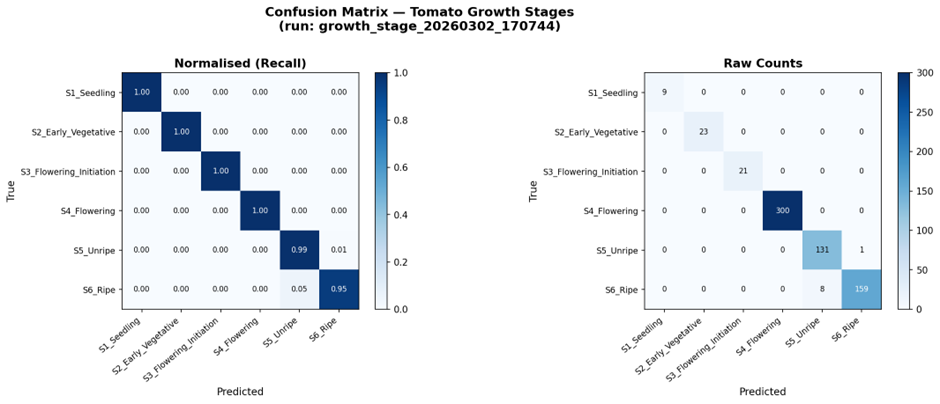 Confusion Matrix — Tomato Growth Stages
(run: growth_stage_20260302_170744)
Normalised (Recall)
True
S1_Seedling 1.00 0.00 0.00 0.00 0.00 0.00
S2_Early_Vegetative 0.00 1.00 0.00 0.00 0.00 0.00
S3_Flowering_Initiation 0.00 0.00 1.00 0.00 0.00 0.00
S4_Flowering 0.00 0.00 0.00 1.00 0.00 0.00
S5_Unripe 0.00 0.00 0.00 0.00 0.99 0.01
S6_Ripe 0.00 0.00 0.00 0.00 0.05 0.95
S1_Seedling
S2_Early_Vegetative
S3_Flowering_Initiation
S4_Flowering
S5_Unripe
S6_Ripe
Predicted
1.0
0.8
0.6
0.4
0.2
0.0
Raw Counts
True
S1_Seedling 9 0 0 0 0 0
S2_Early_Vegetative 0 23 0 0 0 0
S3_Flowering_Initiation 0 0 21 0 0 0
S4_Flowering 0 0 0 300 0 0
S5_Unripe 0 0 0 0 131 1
S6_Ripe 0 0 0 0 8 159
S1_Seedling
S2_Early_Vegetative
S3_Flowering_Initiation
S4_Flowering
S5_Unripe
S6_Ripe
Predicted
300
250
200
150
100
50
0